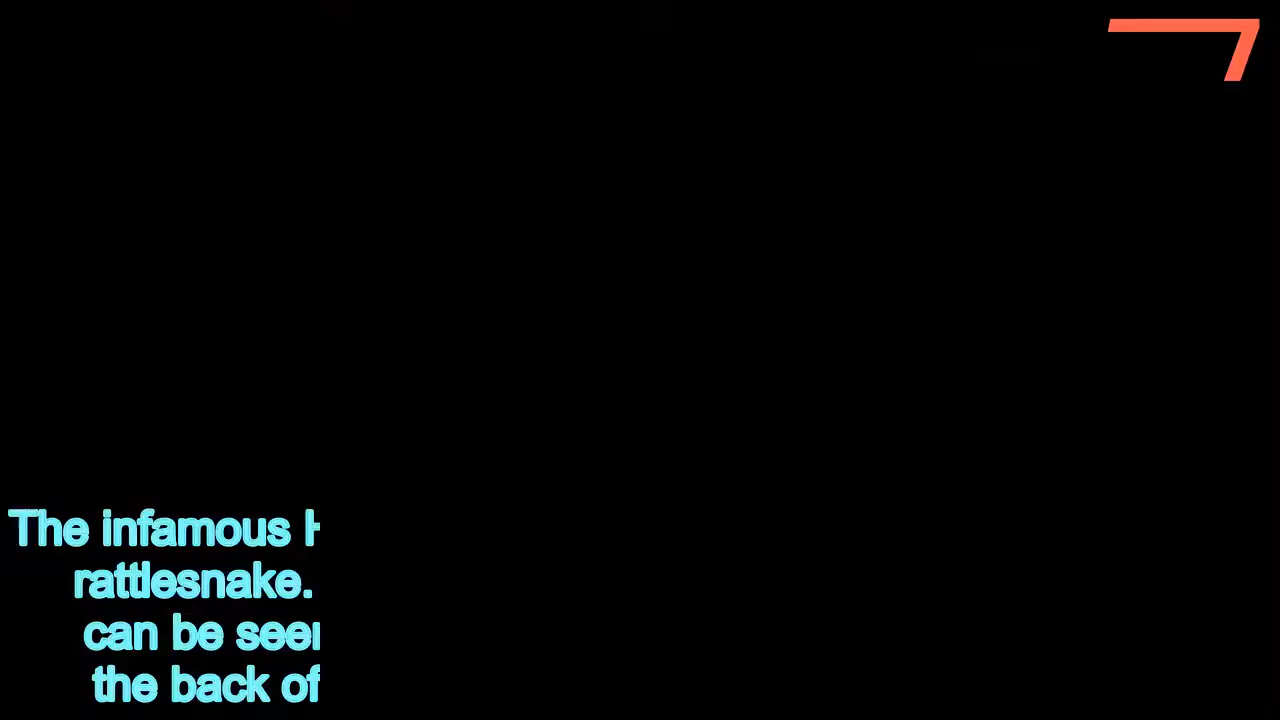 The infamous
rattlesnake.
can be
the back of